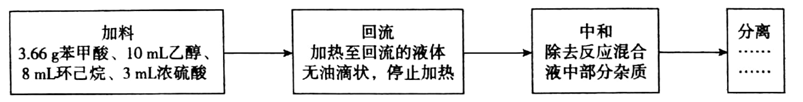 加料
3.66 g苯甲酸、10 mL乙醇、
8 mL环己烷、3 mL浓硫酸
回流
加热至回流的液体
无油滴状，停止加热
中和
除去反应混合
液中部分杂质
分离
……
……